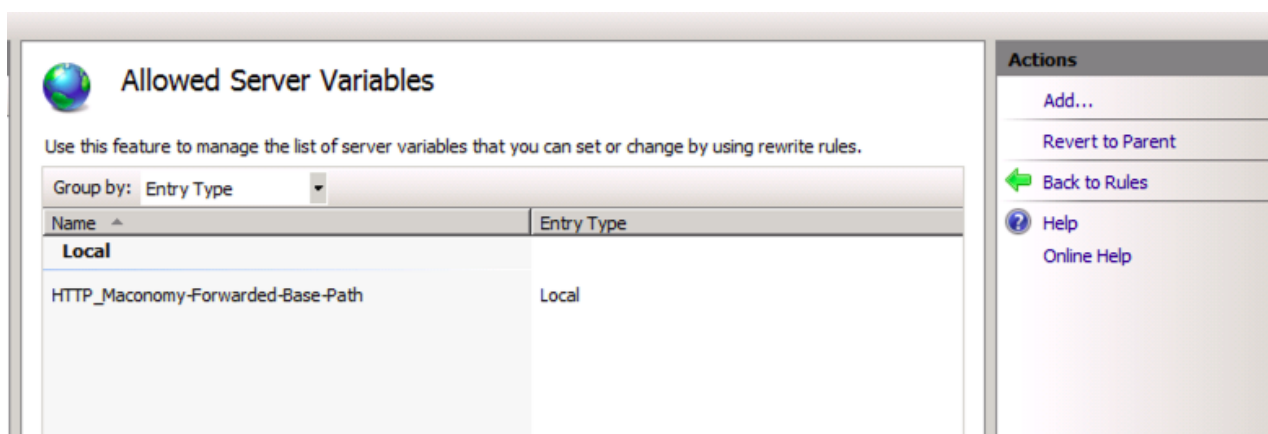 Allowed Server Variables
Use this feature to manage the list of server variables that you can set or change by using rewrite rules.
Group by: Entry Type
Name Entry Type
Local
HTTP_Maconomy-Forwarded-Base-Path Local
Actions
Add...
Revert to Parent
Back to Rules
Help
Online Help